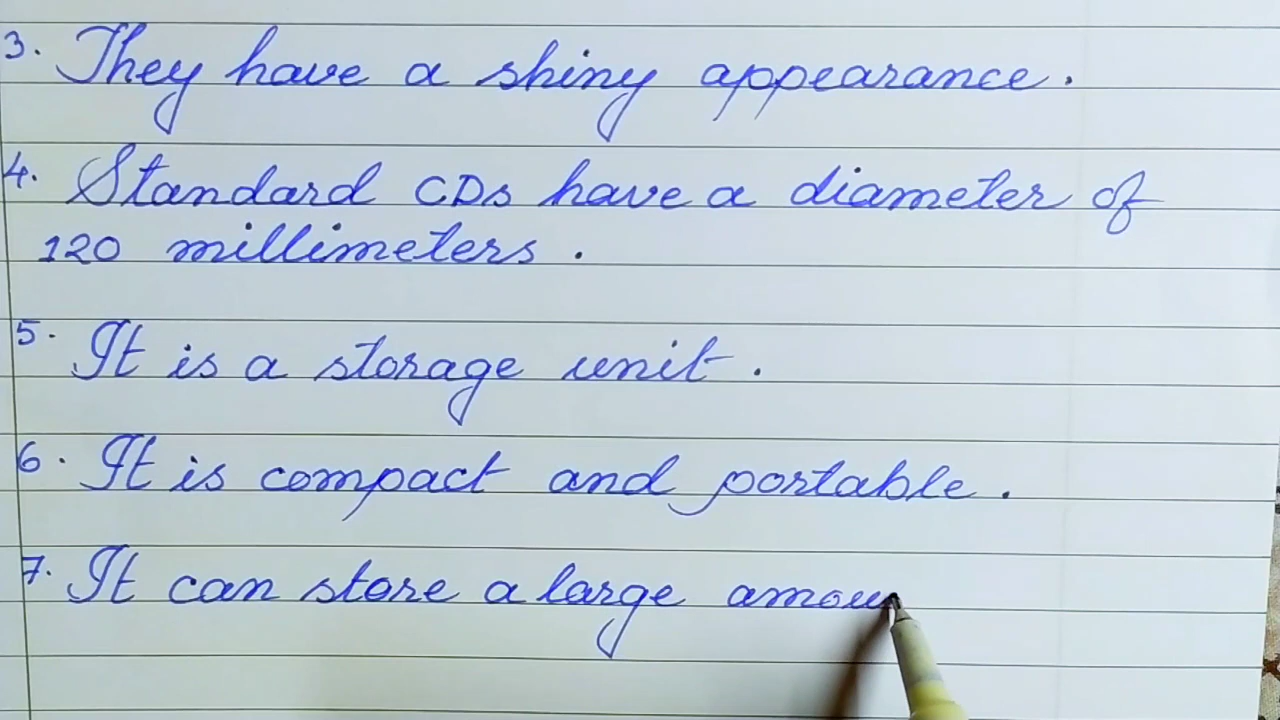 3. They have a shiny appearance.
4. Standard CDs have a diameter of
120 millimeters.
5. It is a storage unit.
6. It is compact and portable.
7. It can store a large amou